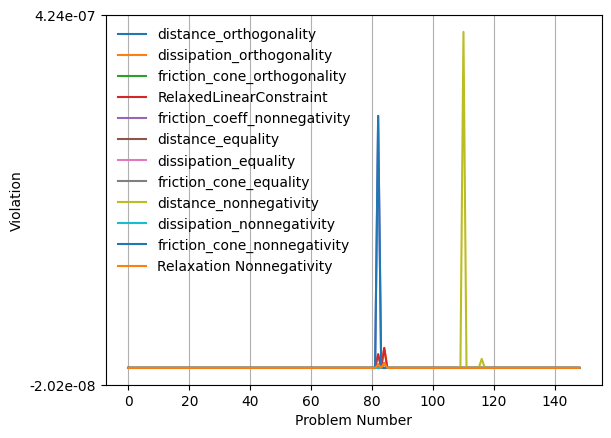 4.24e-07
distance_orthogonality
dissipation_orthogonality
friction_cone_orthogonality
RelaxedLinearConstraint
friction_coeff_nonnegativity
distance_equality
dissipation_equality
friction_cone_equality
distance_nonnegativity
dissipation_nonnegativity
friction_cone_nonnegativity
Relaxation Nonnegativity
Violation
-2.02e-08
0 20 40 60 80 100 120 140
Problem Number